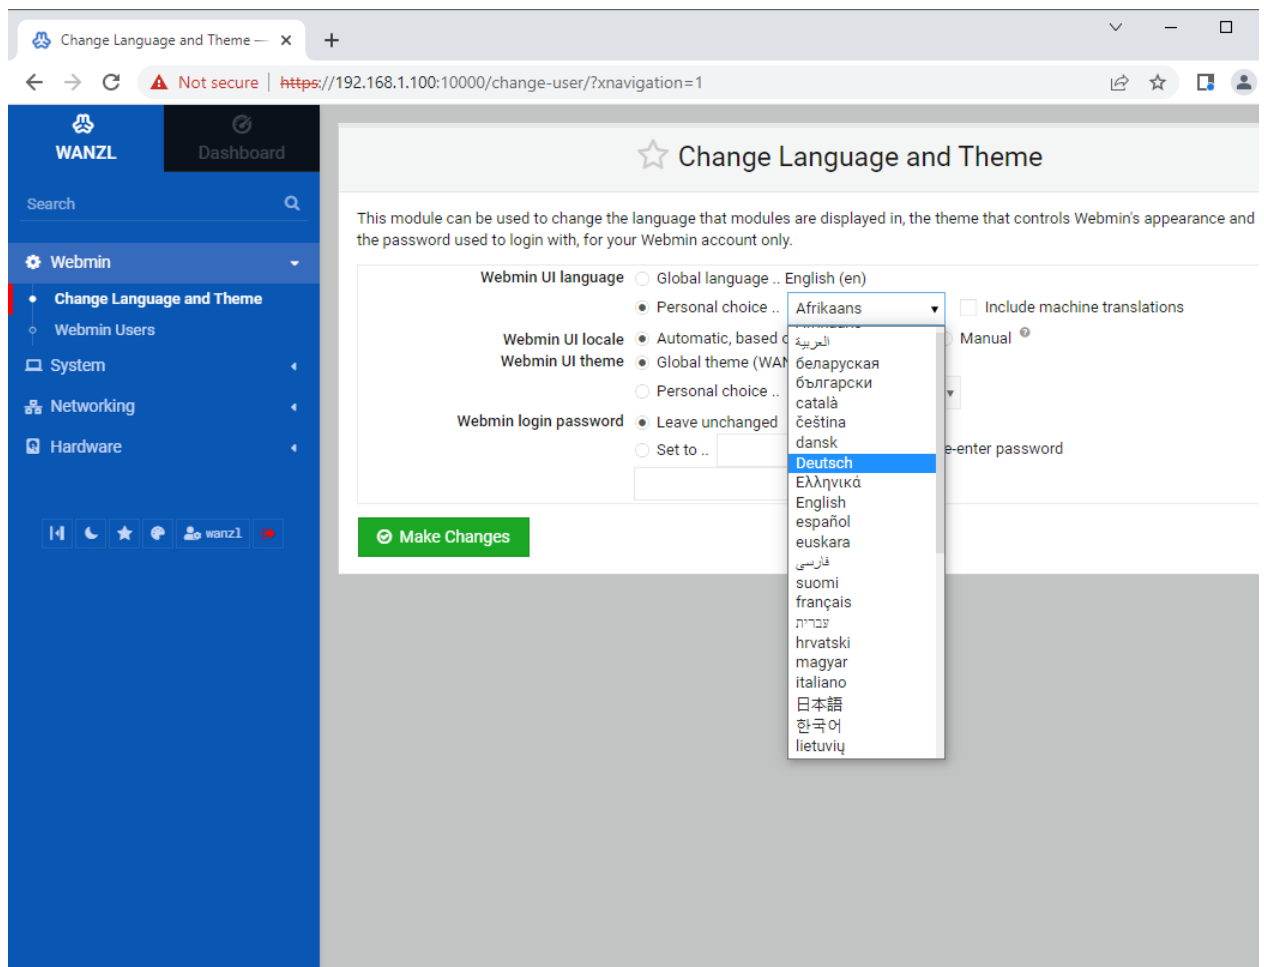 Change Language and Theme —
Not secure | https://192.168.1.100:10000/change-user/?xnavigation=1
WANZL
Dashboard
Search
Webmin
Change Language and Theme
Webmin Users
System
Networking
Hardware
wanzl
Change Language and Theme
This module can be used to change the language that modules are displayed in, the theme that controls Webmin's appearance and
the password used to login with, for your Webmin account only.
Webmin UI language Global language .. English (en)
Personal choice .. Afrikaans Include machine translations
Webmin UI locale Automatic, based Manual
Webmin UI theme Global theme (WAN
Personal choice ..
Webmin login password Leave unchanged
Set to .. e-enter password
Make Changes
العربية
беларуская
български
català
čeština
dansk
Deutsch
Ελληνικά
English
español
euskara
فارسی
suomi
français
עברית
hrvatski
magyar
italiano
日本語
한국어
lietuvių